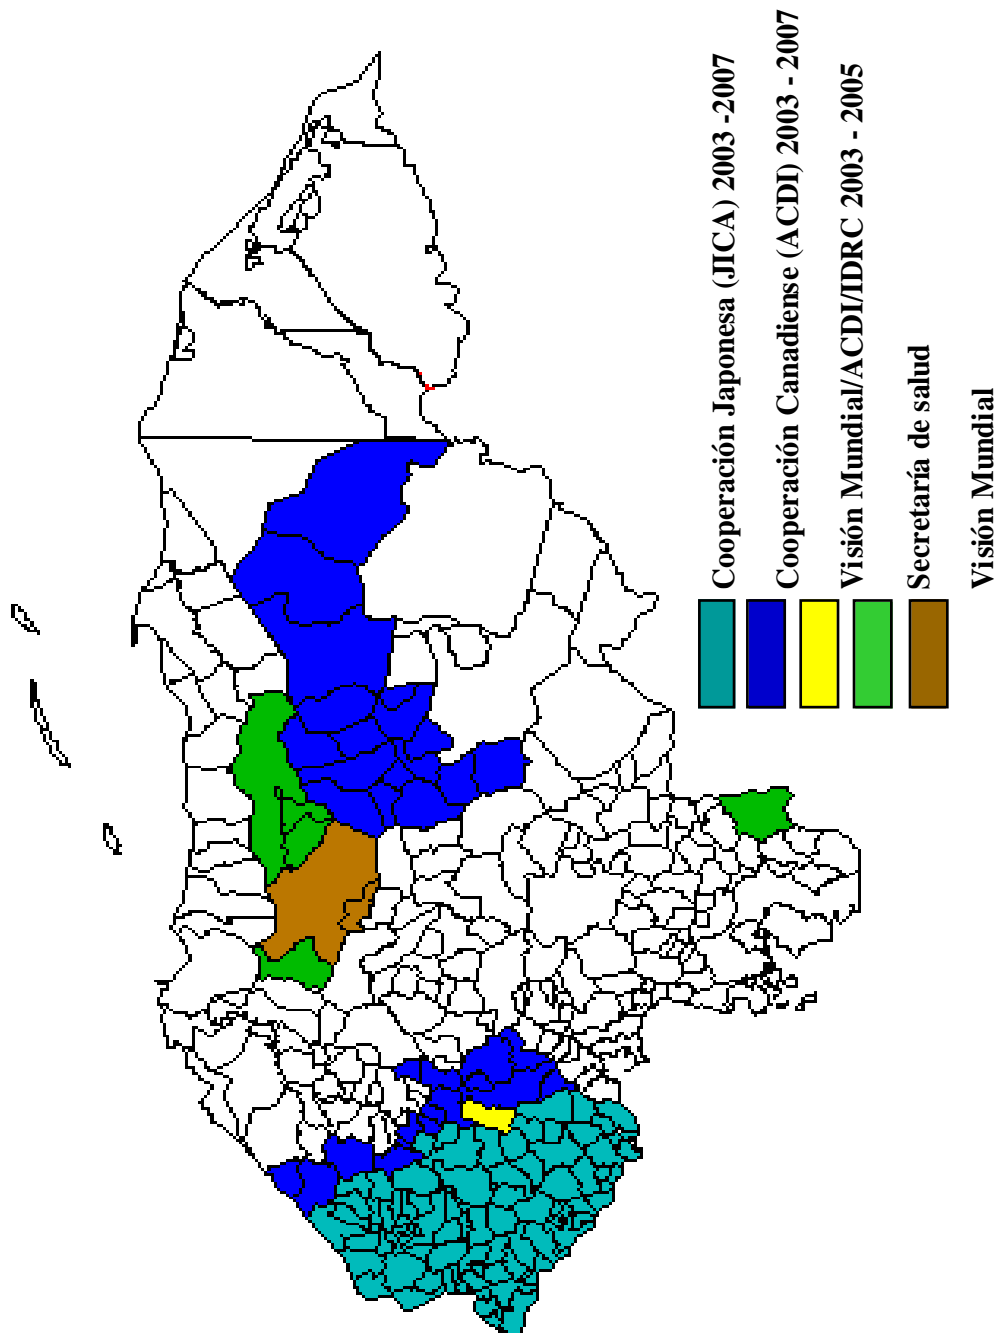 Cooperación Japonesa (JICA) 2003 -2007
Cooperación Canadiense (ACDI) 2003 - 2007
Visión Mundial/ACDI/IDRC 2003 - 2005
Secretaría de salud
Visión Mundial